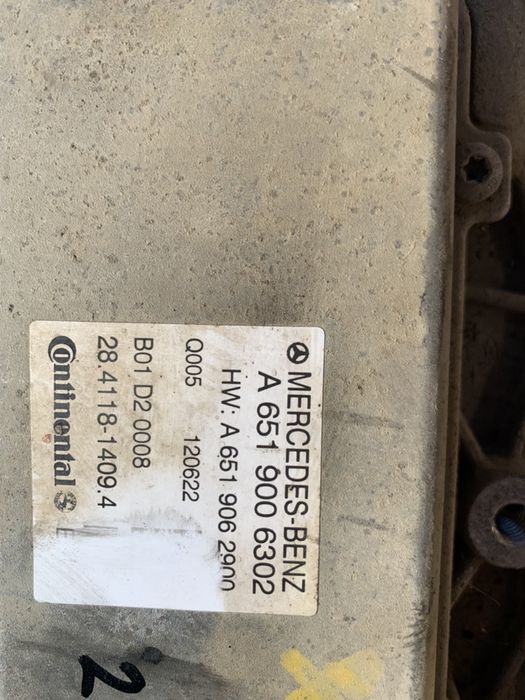 MERCEDES-BENZ
A 651 900 6302
HW: A 651 906 2900
Q005 120622
B01 D2 0008
28.4118-1409.4
Continental
2